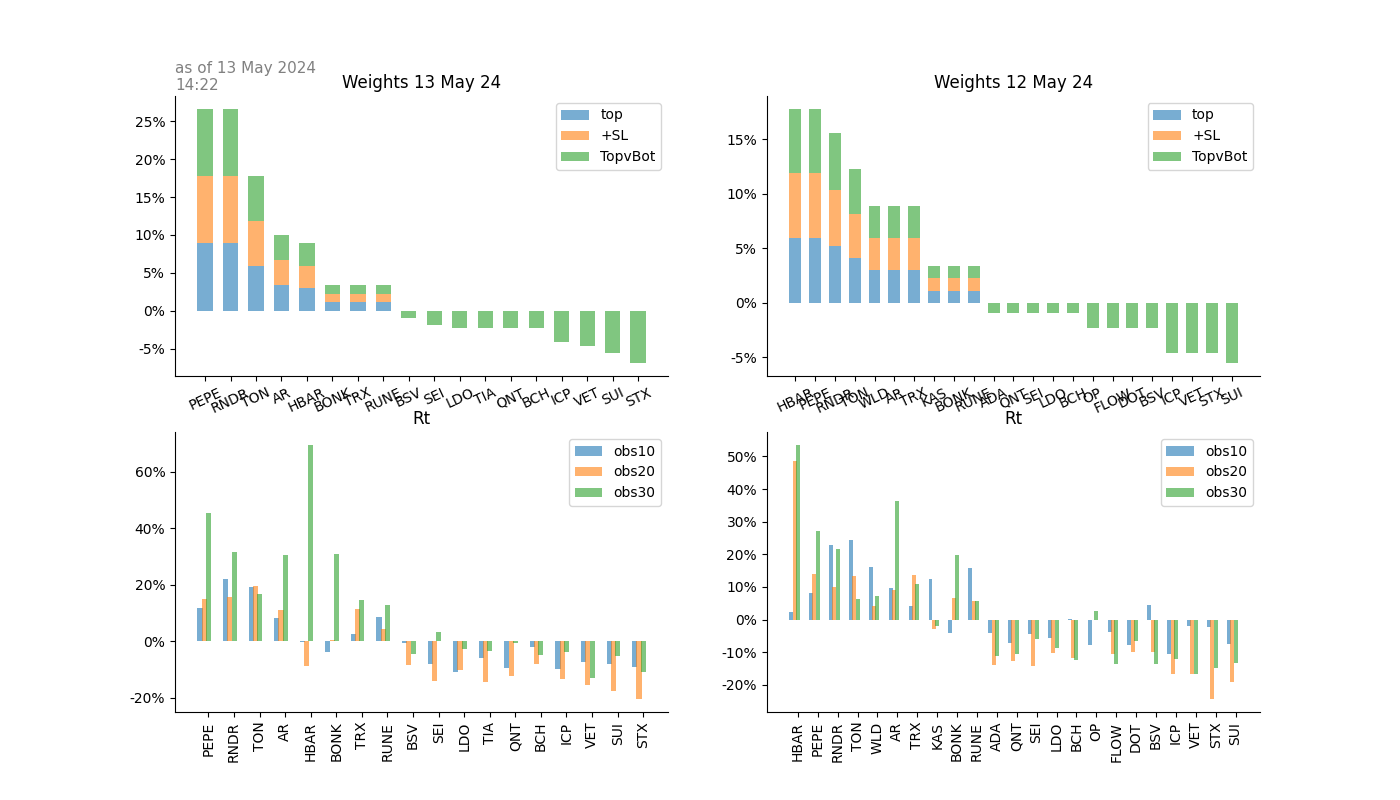 as of 13 May 2024
14:22
Weights 13 May 24
25%
20%
15%
10%
5%
0%
-5%
top
+SL
TopvBot
PEPE RNDR TON AR HBAR BONK TRX RUNE BSV SEI LDO TIA QNT BCH ICP VET SUI STX
Weights 12 May 24
15%
10%
5%
0%
-5%
top
+SL
TopvBot
HBAR PEPE RNDR TON WLD AR TRX KAS BONK RUNE ADA QNT SEI LDO BCH OP FLOW DOT BSV ICP VET STX SUI
Rt
60%
40%
20%
0%
-20%
obs10
obs20
obs30
PEPE RNDR TON AR HBAR BONK TRX RUNE BSV SEI LDO TIA QNT BCH ICP VET SUI STX
Rt
50%
40%
30%
20%
10%
0%
-10%
-20%
obs10
obs20
obs30
HBAR PEPE RNDR TON WLD AR TRX KAS BONK RUNE ADA QNT SEI LDO BCH OP FLOW DOT BSV ICP VET STX SUI